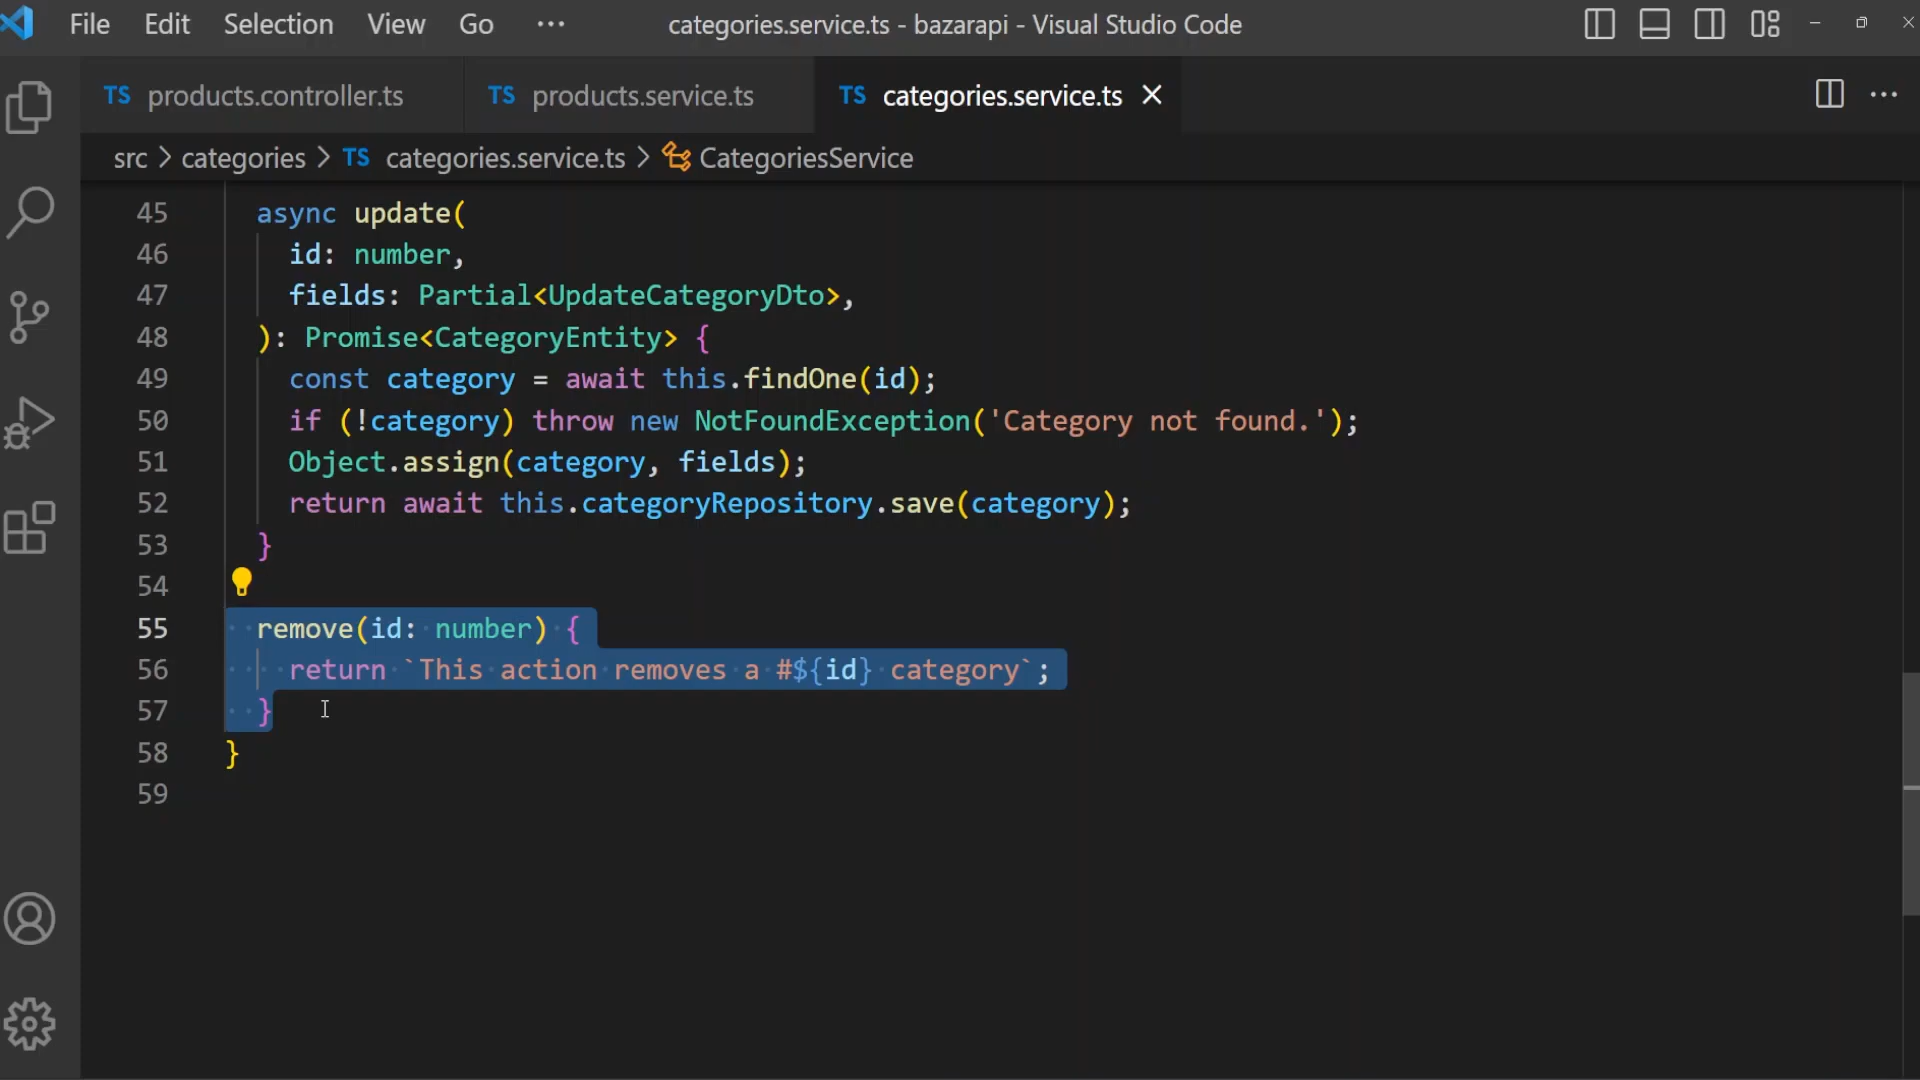 File Edit Selection View Go ··· categories.service.ts - bazarapi - Visual Studio Code
TS products.controller.ts TS products.service.ts TS categories.service.ts
src > categories > TS categories.service.ts > CategoriesService
45 async update(
46 id: number,
47 fields: Partial<UpdateCategoryDto>,
48 ): Promise<CategoryEntity> {
49 const category = await this.findOne(id);
50 if (!category) throw new NotFoundException('Category not found.');
51 Object.assign(category, fields);
52 return await this.categoryRepository.save(category);
53 }
54
55 remove(id: number) {
56 return `This action removes a #${id} category`;
57 }
58 }
59